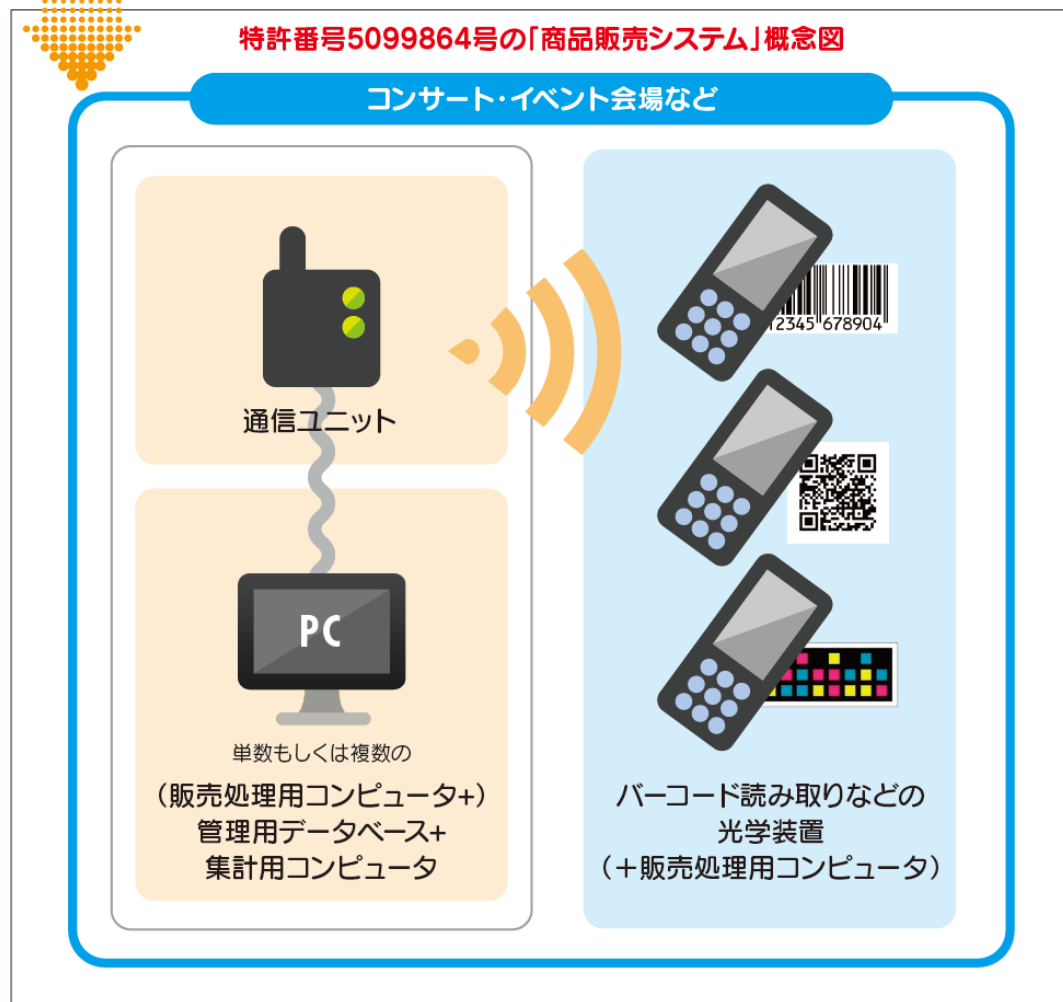 特許番号5099864号の「商品販売システム」概念図
コンサート・イベント会場など
通信ユニット
PC
単数もしくは複数の
(販売処理用コンピュータ+)
管理用データベース+
集計用コンピュータ
12345 678904
バーコード読み取りなどの
光学装置
(+販売処理用コンピュータ)